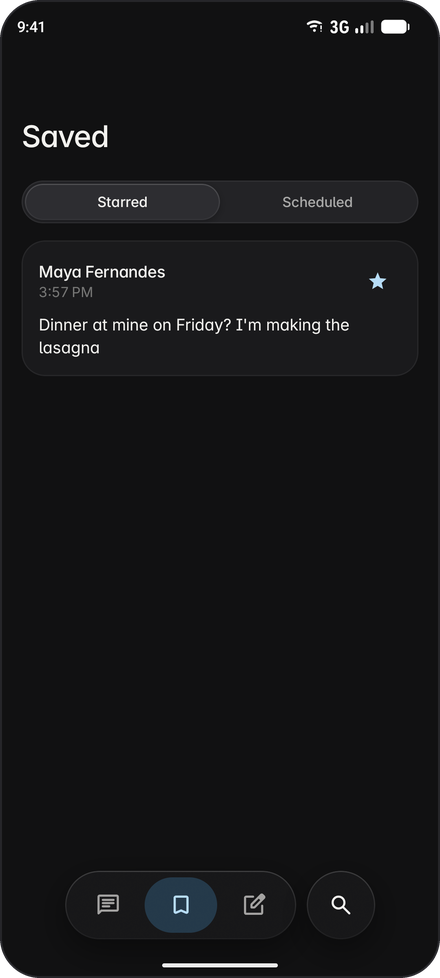 9:41
3G
Saved
Starred
Scheduled
Maya Fernandes
3:57 PM
Dinner at mine on Friday? I'm making the
lasagna